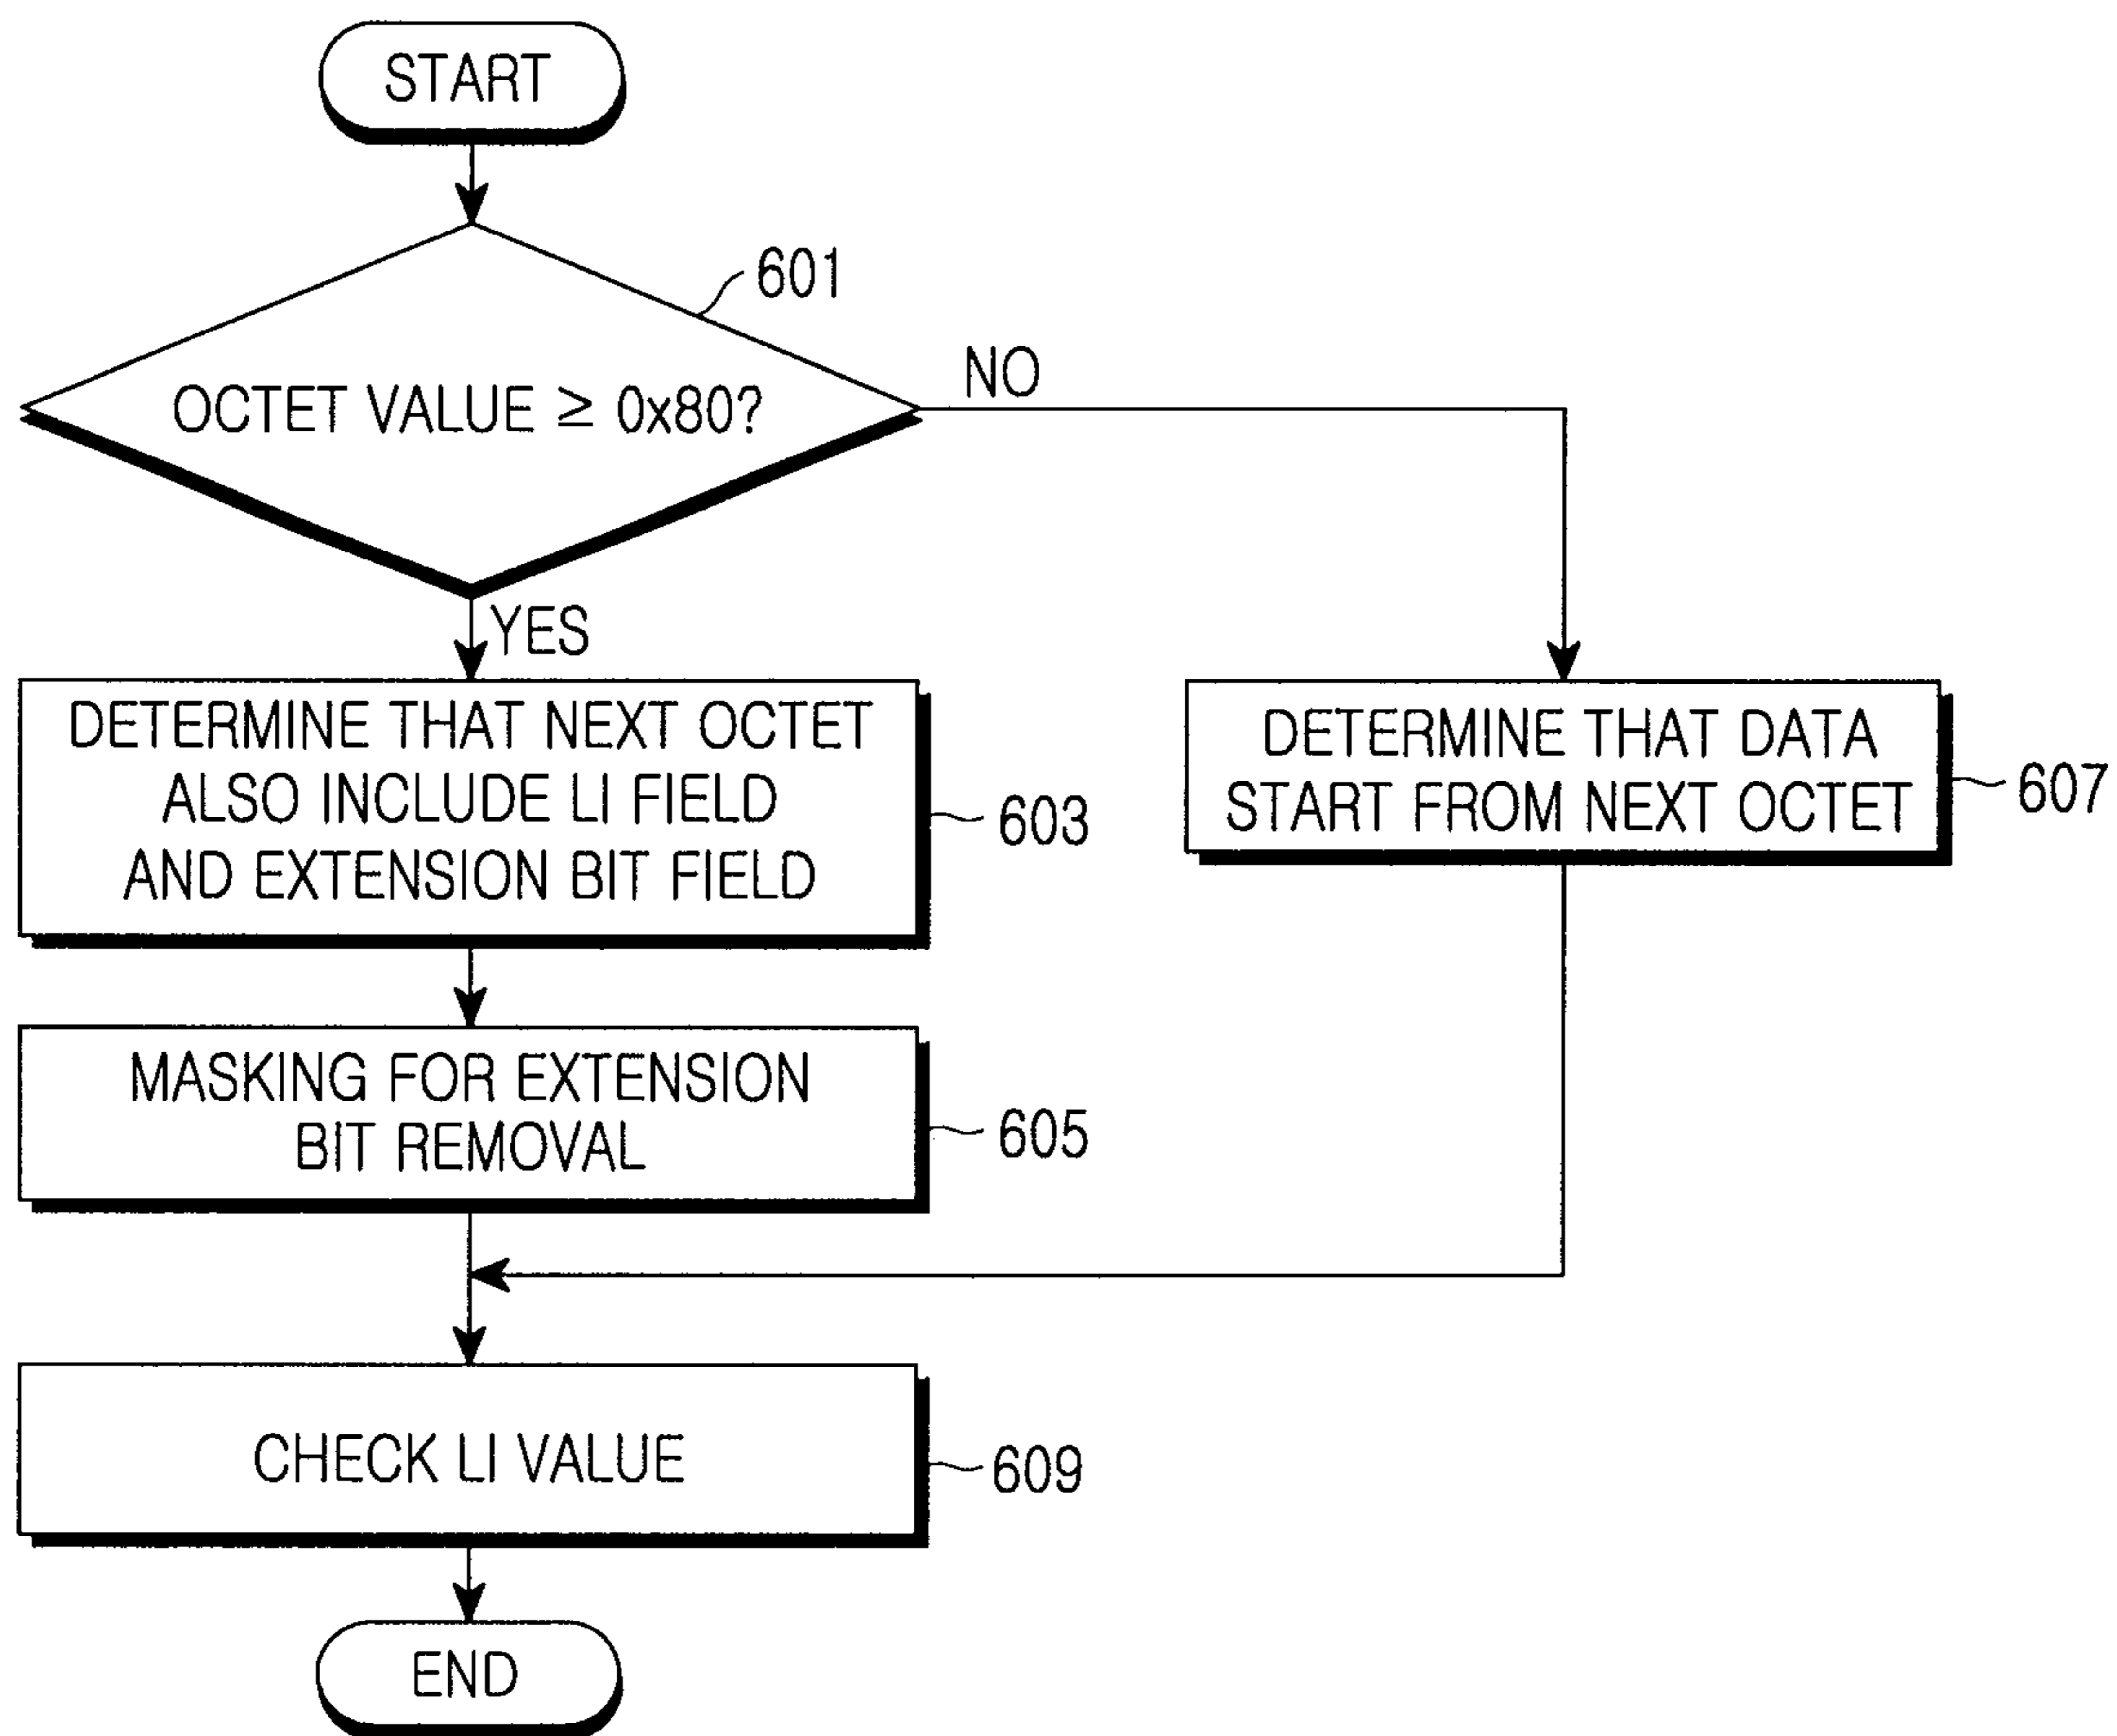 START
601
OCTET VALUE ≥ 0x80?
NO
YES
DETERMINE THAT NEXT OCTET
ALSO INCLUDE LI FIELD
AND EXTENSION BIT FIELD
603
DETERMINE THAT DATA
START FROM NEXT OCTET
607
MASKING FOR EXTENSION
BIT REMOVAL
605
CHECK LI VALUE
609
END